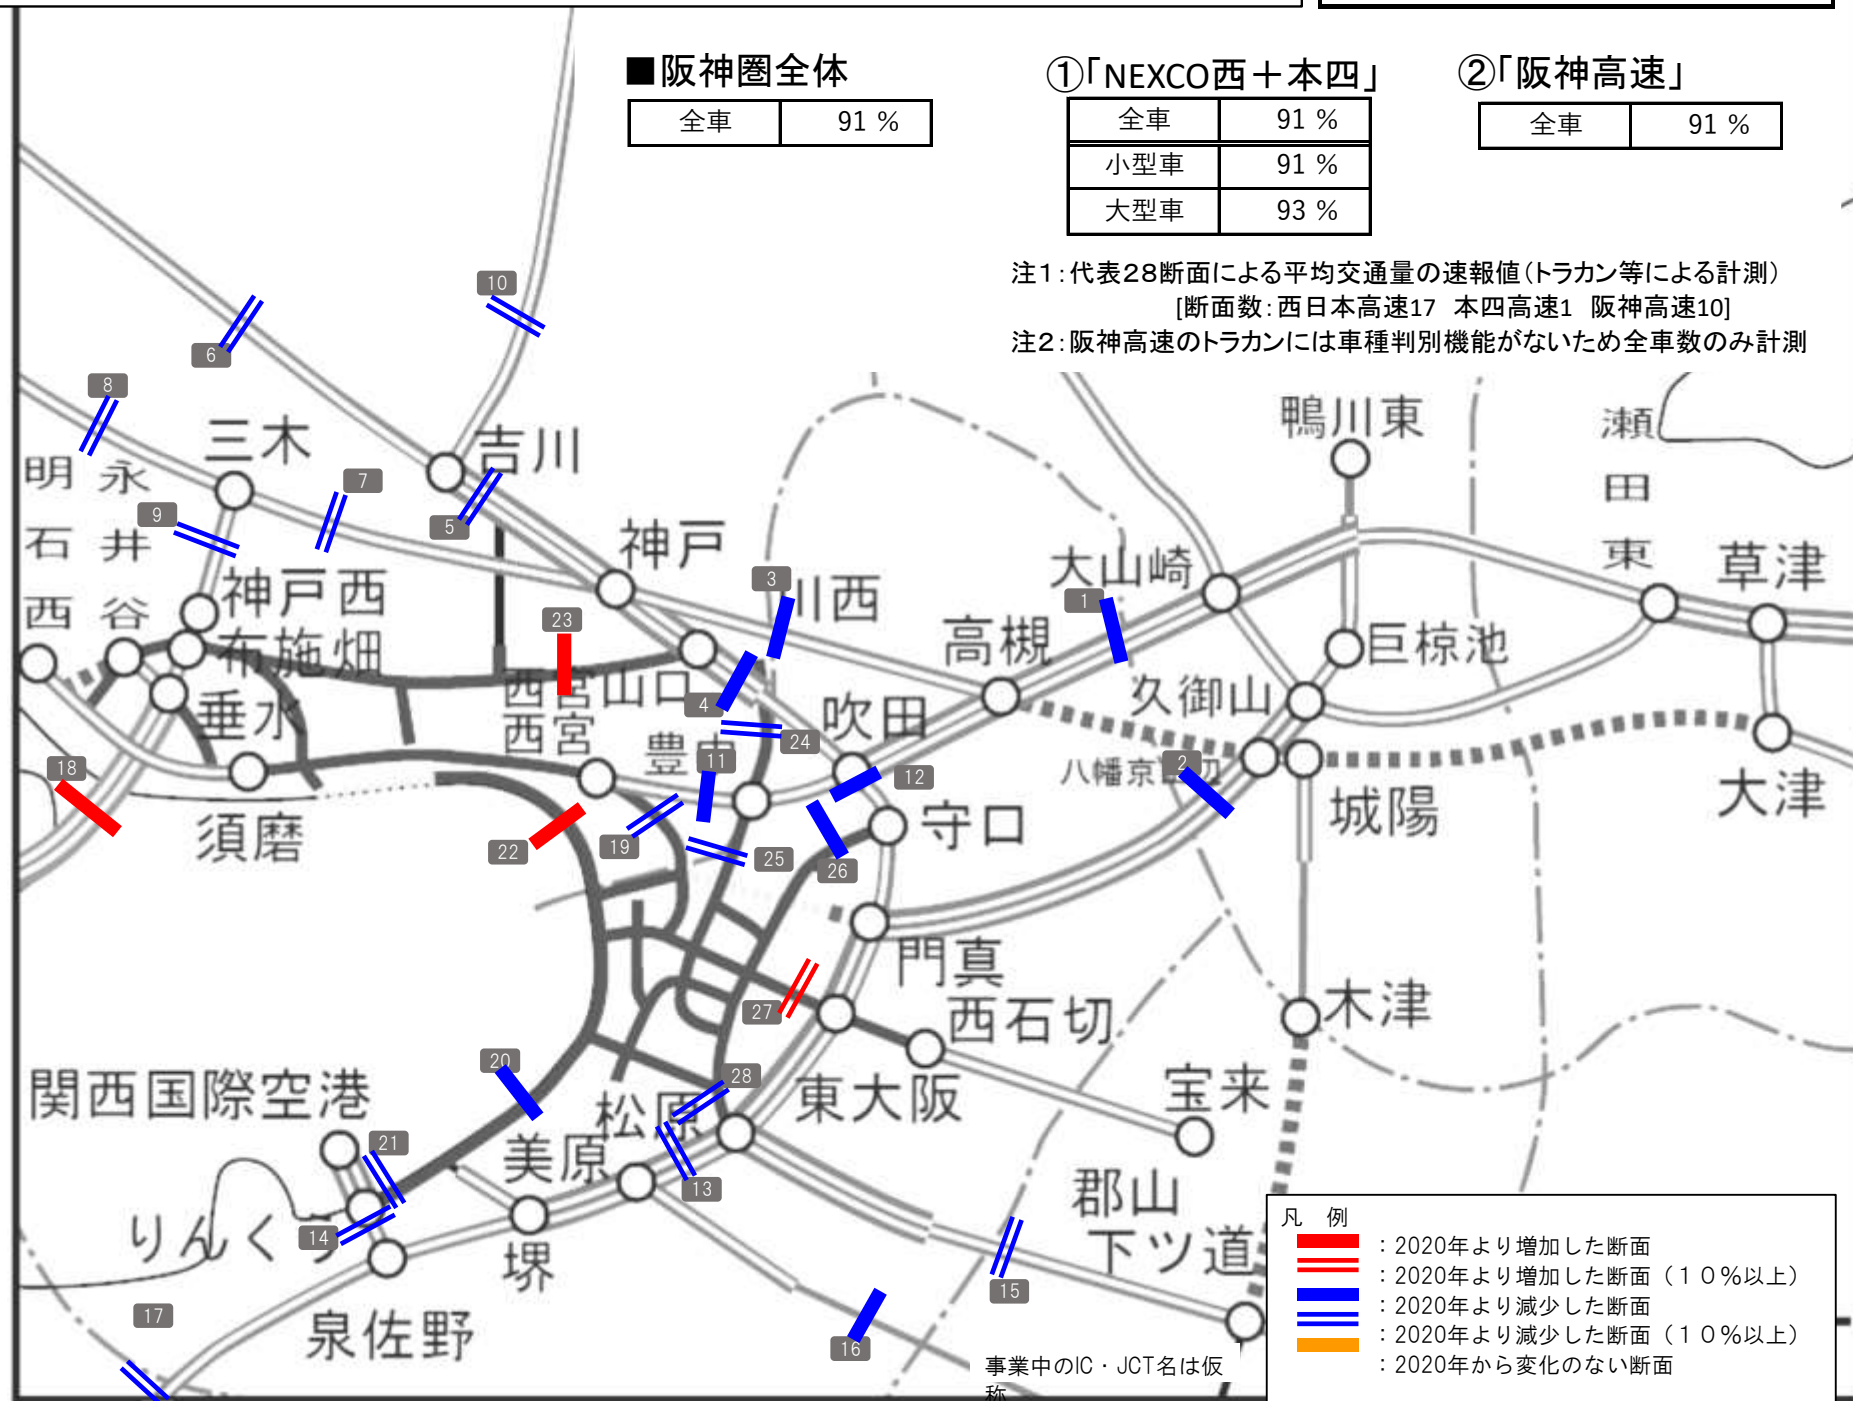 ■阪神圏全体
全車 91 %
①｢NEXCO西＋本四｣
全車 91 %
小型車 91 %
大型車 93 %
②｢阪神高速｣
全車 91 %
注１：代表２８断面による平均交通量の速報値（トラカン等による計測）
[断面数：西日本高速17 本四高速1 阪神高速10]
注２：阪神高速のトラカンには車種判別機能がないため全車数のみ計測
10
6
8
鴨川東
瀬田東
三木
吉川
明石西
永井谷
7
9
5
神戸
大山崎
草津
3
川西
1
神戸西
23
高槻
巨椋池
布施畑
西宮山口
久御山
4
垂水
西宮
吹田
24
豊中
11
12
2
八幡京田辺
18
大津
須磨
22
19
25
守口
城陽
26
門真
27
西石切
木津
20
28
関西国際空港
松原
東大阪
宝来
21
美原
13
郡山
下ツ道
りんくう
14
堺
15
17
泉佐野
16
事業中のIC・JCT名は仮
称
凡 例
：2020年より増加した断面
：2020年より増加した断面（１０％以上）
：2020年より減少した断面
：2020年より減少した断面（１０％以上）
：2020年から変化のない断面